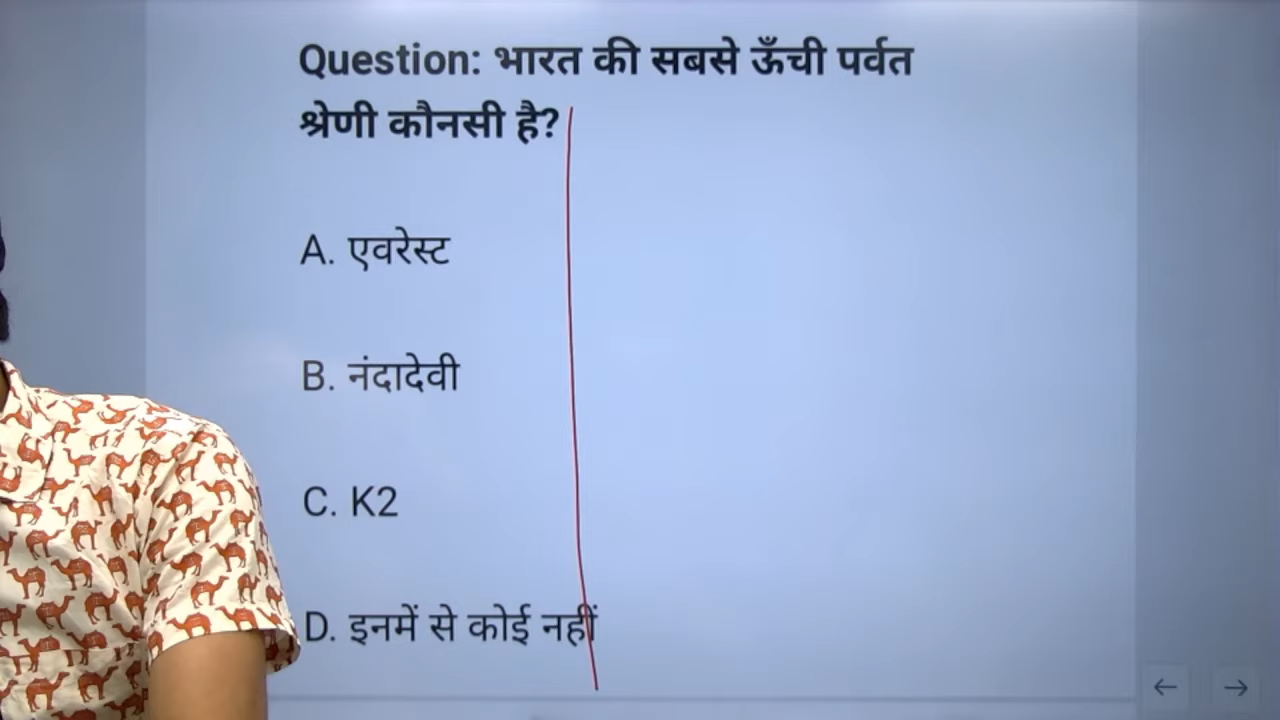 Question: भारत की सबसे ऊँची पर्वत
श्रेणी कौनसी है?
A. एवरेस्ट
B. नंदादेवी
C. K2
D. इनमें से कोई नहीं